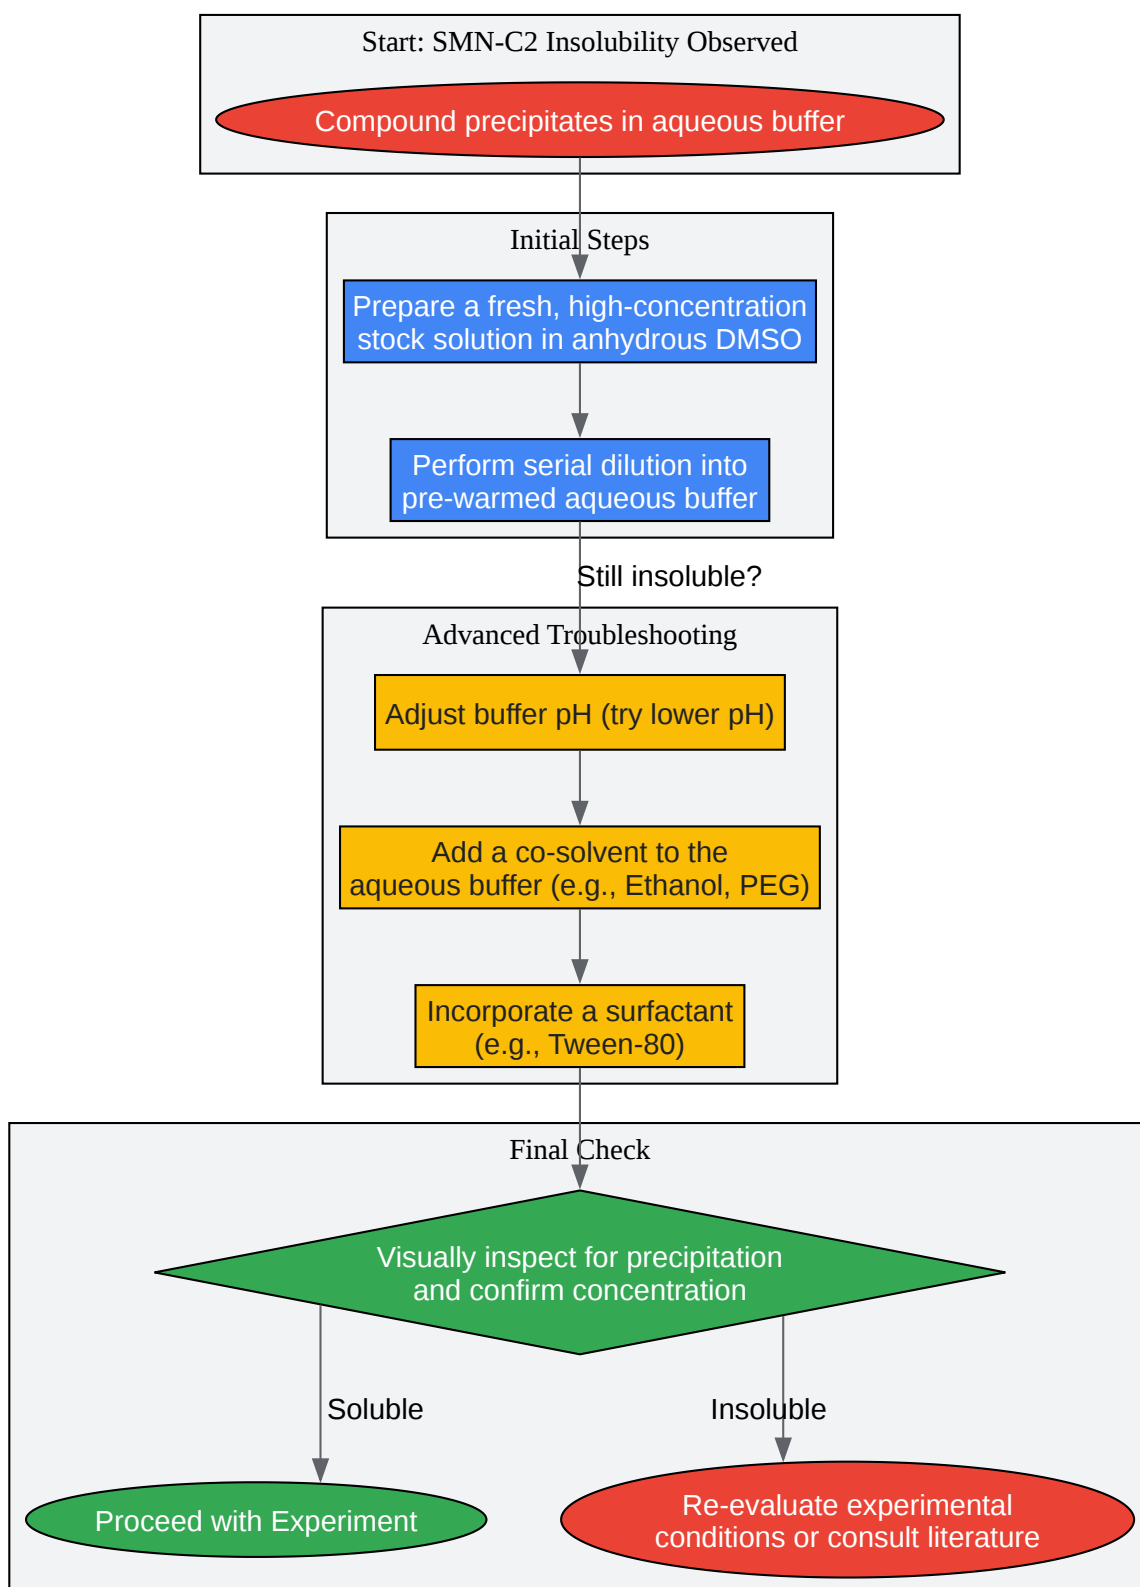 Start: SMN-C2 Insolubility Observed
Compound precipitates in aqueous buffer
Initial Steps
Prepare a fresh, high-concentration
stock solution in anhydrous DMSO
Perform serial dilution into
pre-warmed aqueous buffer
Still insoluble?
Advanced Troubleshooting
Adjust buffer pH (try lower pH)
Add a co-solvent to the
aqueous buffer (e.g., Ethanol, PEG)
Incorporate a surfactant
(e.g., Tween-80)
Final Check
Visually inspect for precipitation
and confirm concentration
Soluble
Insoluble
Proceed with Experiment
Re-evaluate experimental
conditions or consult literature